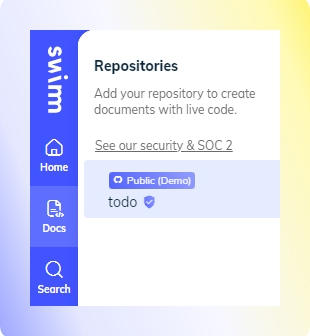 swimm
Repositories
Add your repository to create
documents with live code.
See our security & SOC 2
Public (Demo)
todo
Home
Docs
Search